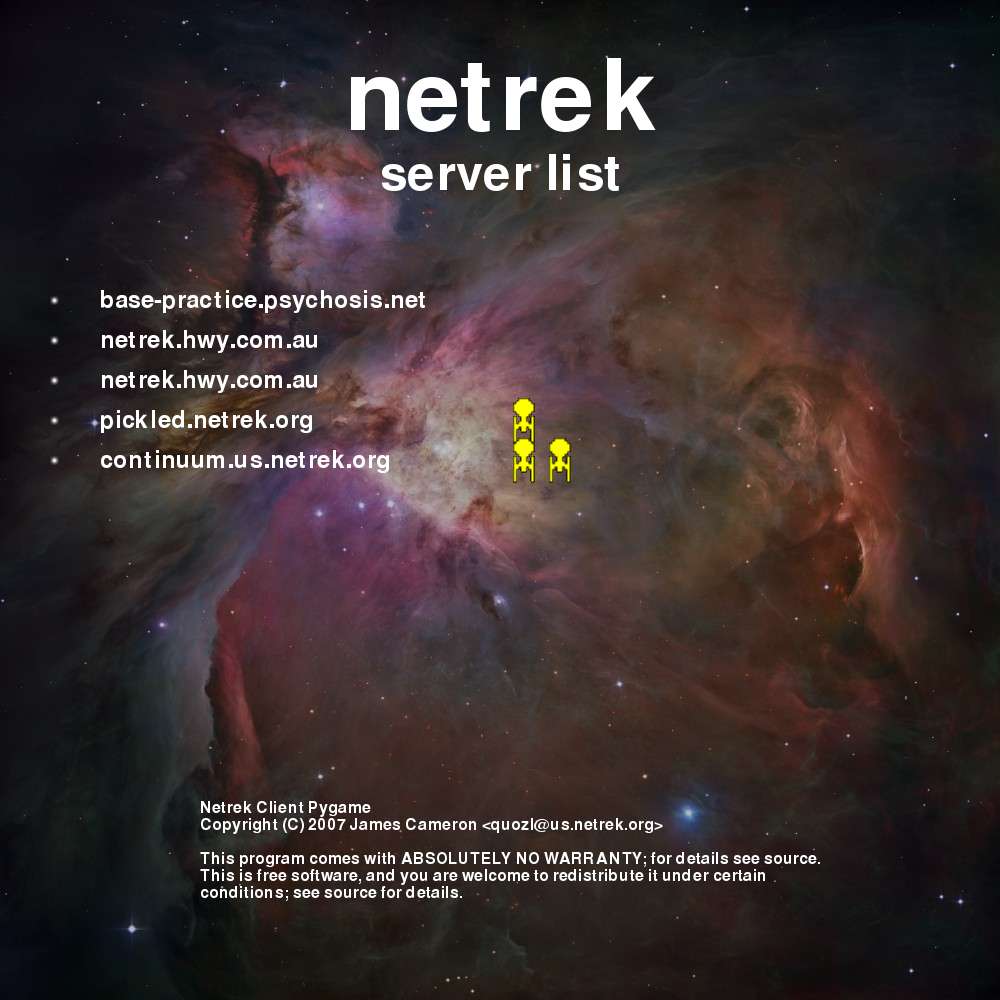 netrek
server list
base-practice.psychosis.net
netrek.hwy.com.au
netrek.hwy.com.au
pickled.netrek.org
continuum.us.netrek.org
Netrek Client Pygame
Copyright (C) 2007 James Cameron <quozl@us.netrek.org>
This program comes with ABSOLUTELY NO WARRANTY; for details see source.
This is free software, and you are welcome to redistribute it under certain
conditions; see source for details.